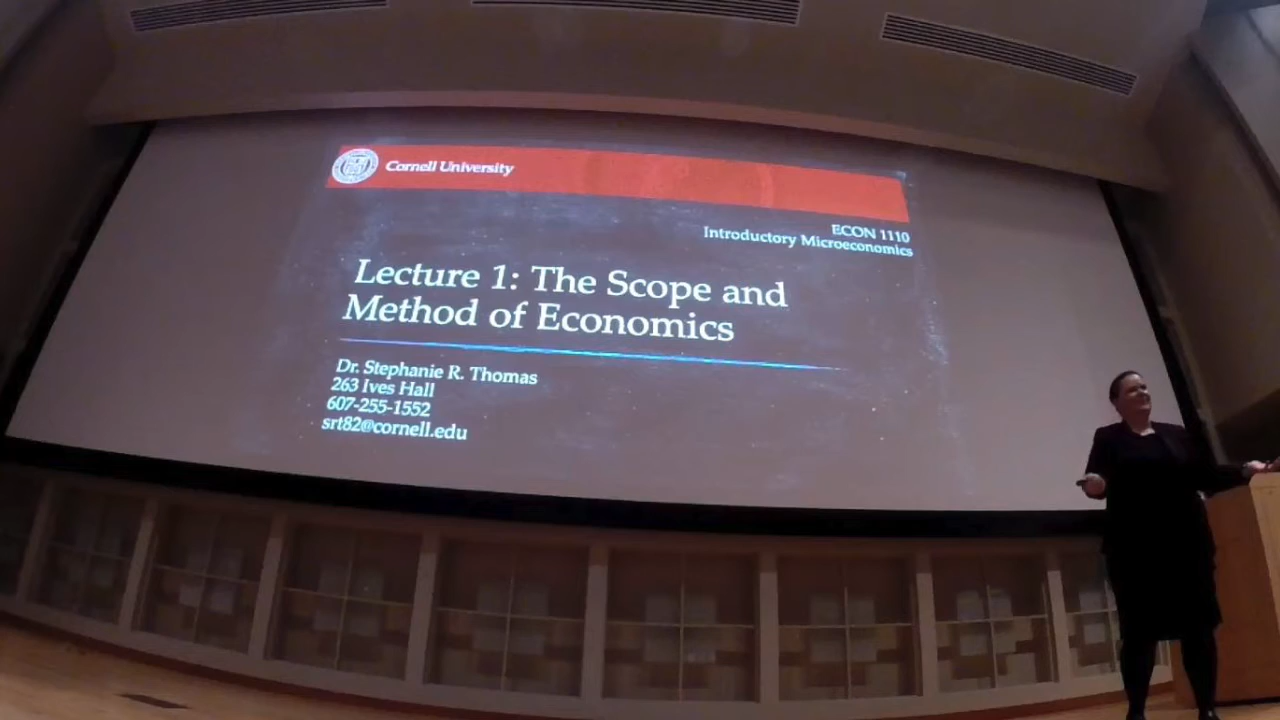 Cornell University
ECON 1110
Introductory Microeconomics
Lecture 1: The Scope and
Method of Economics
Dr. Stephanie R. Thomas
263 Ives Hall
607-255-1552
srt82@cornell.edu